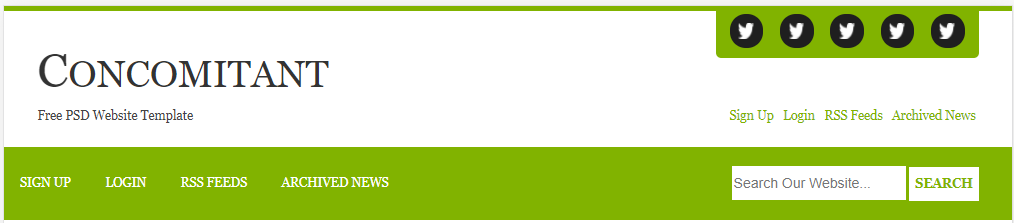 CONCOMITANT
Free PSD Website Template
Sign Up Login RSS Feeds Archived News
SIGN UP LOGIN RSS FEEDS ARCHIVED NEWS
Search Our Website... SEARCH